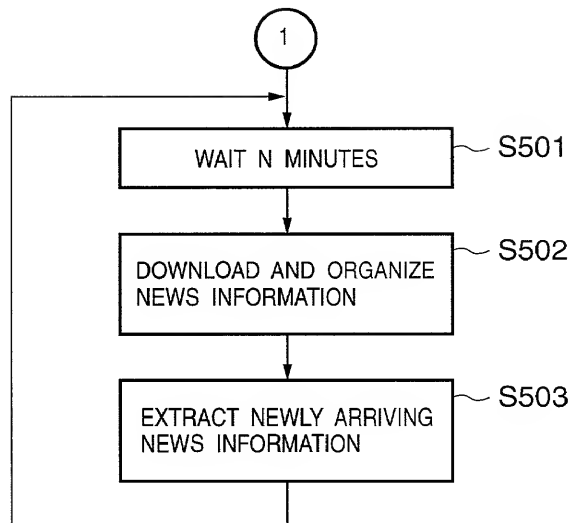 1
WAIT N MINUTES
S501
DOWNLOAD AND ORGANIZE
NEWS INFORMATION
S502
EXTRACT NEWLY ARRIVING
NEWS INFORMATION
S503